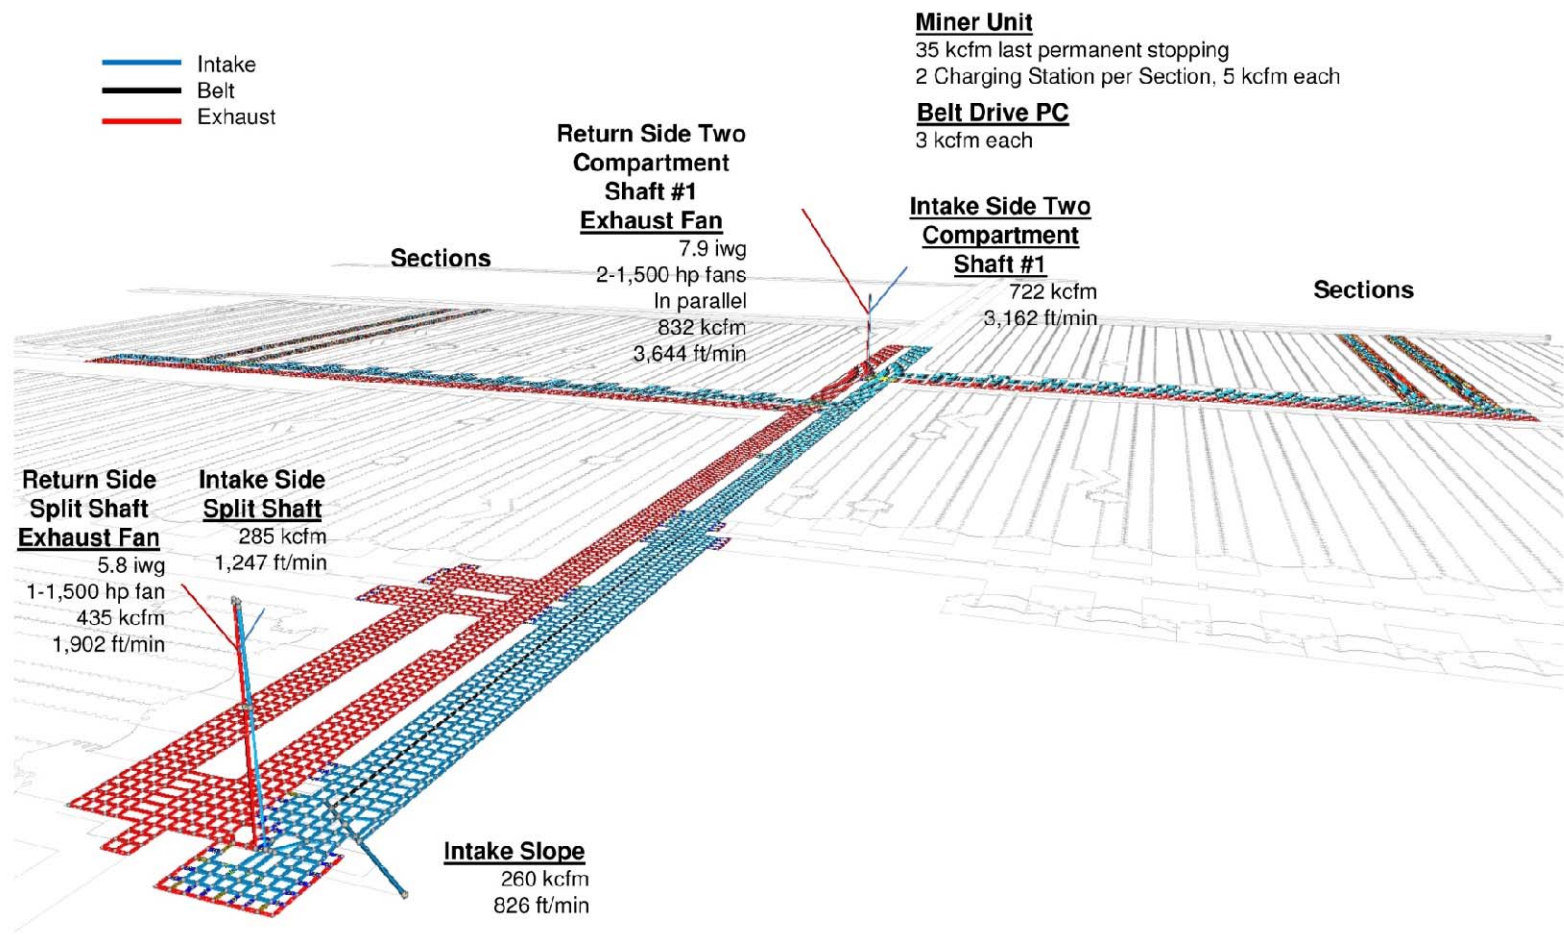 Intake
Belt
Exhaust
Miner Unit
35 kcfm last permanent stopping
2 Charging Station per Section, 5 kcfm each
Belt Drive PC
3 kcfm each
Return Side Two
Compartment
Shaft #1
Exhaust Fan
7.9 iwg
2-1,500 hp fans
In parallel
832 kcfm
3,644 ft/min
Intake Side Two
Compartment
Shaft #1
722 kcfm
3,162 ft/min
Sections
Sections
Return Side
Split Shaft
Exhaust Fan
5.8 iwg
1-1,500 hp fan
435 kcfm
1,902 ft/min
Intake Side
Split Shaft
285 kcfm
1,247 ft/min
Intake Slope
260 kcfm
826 ft/min